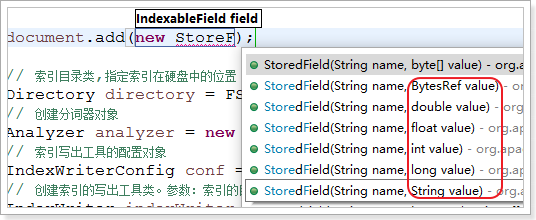 IndexableField field
document.add(new StoreF);
// 索引目录类,指定索引在硬盘中的位置
Directory directory = FS
// 创建分词器对象
Analyzer analyzer = new
// 索引写出工具的配置对象
IndexWriterConfig conf =
// 创建索引的写出工具类。参数：索引的目
StoredField(String name, byte[] value) - org.
StoredField(String name, BytesRef value) - org
StoredField(String name, double value) - org.a
StoredField(String name, float value) - org.apa
StoredField(String name, int value) - org.apac
StoredField(String name, long value) - org.apa
StoredField(String name, String value) - org.ap